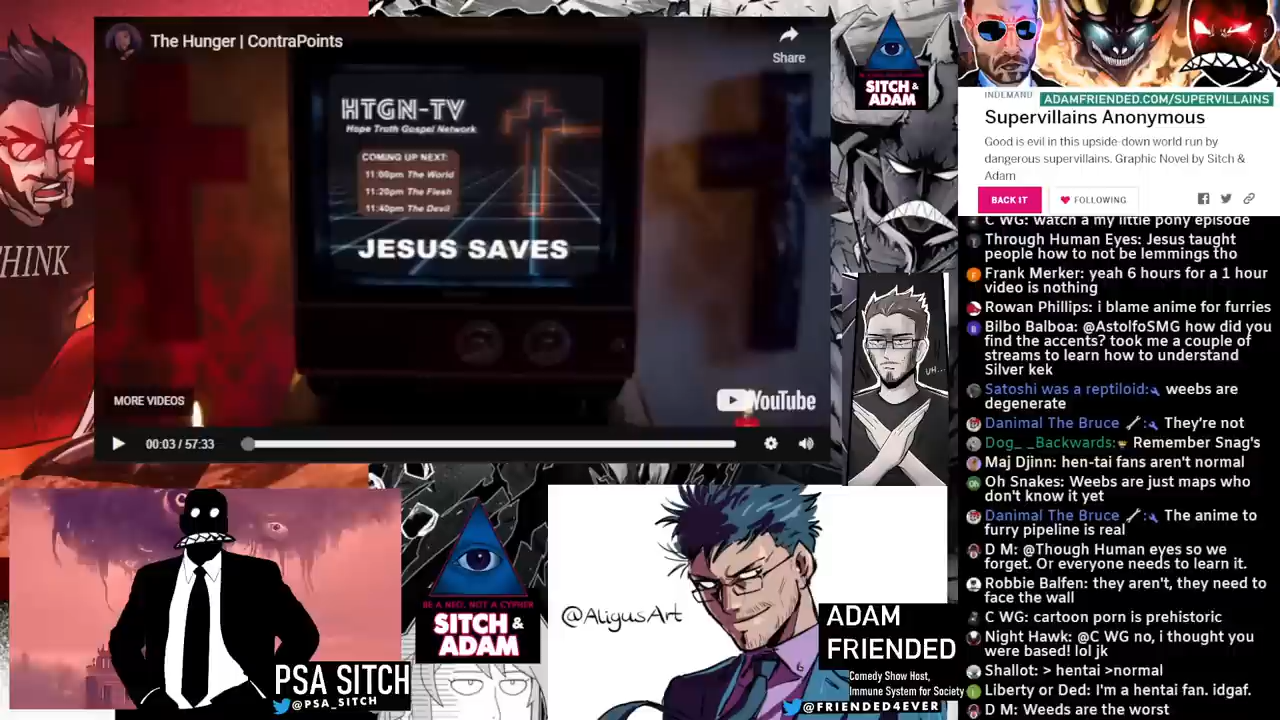 The Hunger | ContraPoints
Share
HTGN-TV
Hope Truth Gospel Network
COMING UP NEXT:
11:00pm The World
11:20pm The Flesh
11:40pm The Devil
JESUS SAVES
MORE VIDEOS
YouTube
00:03 / 57:33
THINK
SITCH &
ADAM
UH...
INDEMAND
ADAMFRIENDED.COM/SUPERVILLAINS
Supervillains Anonymous
Good is evil in this upside-down world run by
dangerous supervillains. Graphic Novel by Sitch &
Adam
BACK IT
FOLLOWING
C WG: watch a my little pony episode
Through Human Eyes: Jesus taught
people how to not be lemmings tho
Frank Merker: yeah 6 hours for a 1 hour
video is nothing
Rowan Phillips: i blame anime for furries
Bilbo Balboa: @AstolfoSMG how did you
find the accents? took me a couple of
streams to learn how to understand
Silver kek
Satoshi was a reptiloid: weebs are
degenerate
Danimal The Bruce : They're not
Dog_ _Backwards: Remember Snag's
Maj Djinn: hen-tai fans aren't normal
Oh Snakes: Weebs are just maps who
don't know it yet
Danimal The Bruce : The anime to
furry pipeline is real
D M: @Though Human eyes so we
forget. Or everyone needs to learn it.
Robbie Balfen: they aren't, they need to
face the wall
C WG: cartoon porn is prehistoric
Night Hawk: @C WG no, i thought you
were based! lol jk
Shallot: > hentai >normal
Liberty or Ded: I'm a hentai fan. idgaf.
D M: Weeds are the worst
PSA SITCH
@PSA_SITCH
BE A NEO, NOT A CYPHER
SITCH &
ADAM
@AligusArt
ADAM
FRIENDED
Comedy Show Host,
Immune System for Society
@FRIENDED4EVER